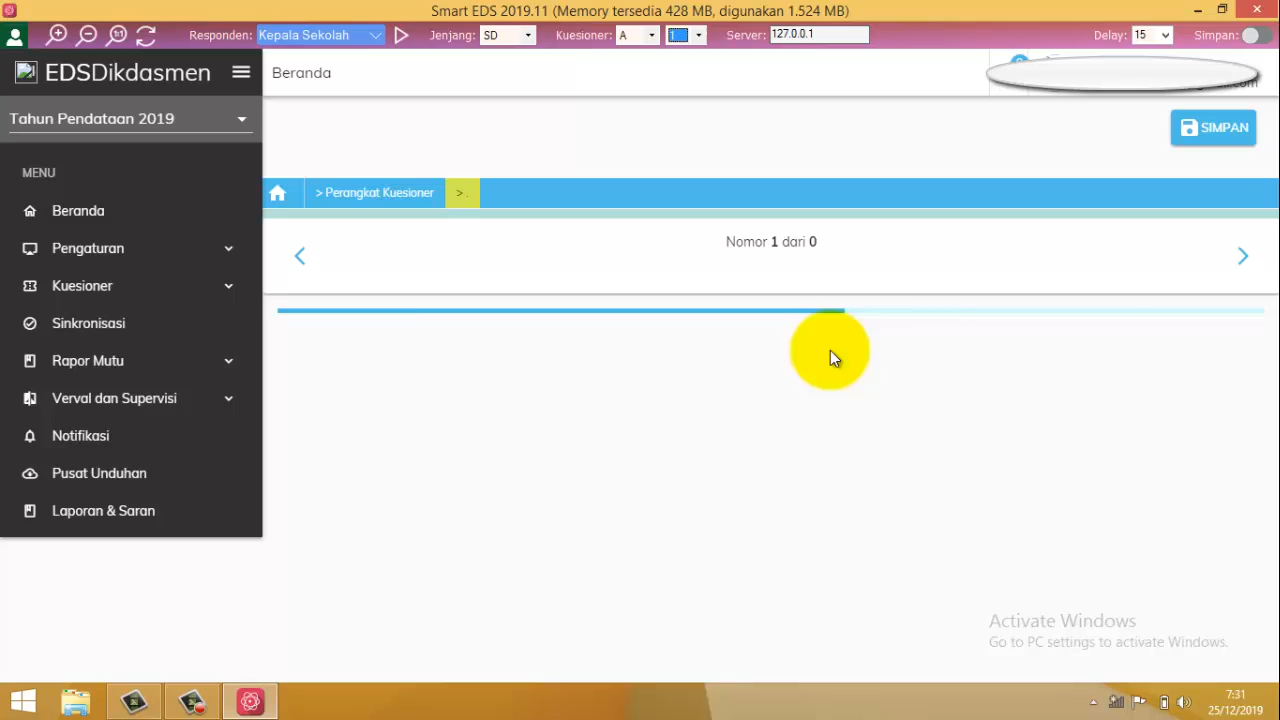 Smart EDS 2019.11 (Memory tersedia 428 MB, digunakan 1.524 MB)
Responden: Kepala Sekolah Jenjang: SD Kuesioner: A 1 Server: 127.0.0.1 Delay: 15 Simpan:
EDSDikdasmen
Beranda
Tahun Pendataan 2019
SIMPAN
MENU
> Perangkat Kuesioner > .
Beranda
Nomor 1 dari 0
Pengaturan
Kuesioner
Sinkronisasi
Rapor Mutu
Verval dan Supervisi
Notifikasi
Pusat Unduhan
Laporan & Saran
Activate Windows
Go to PC settings to activate Windows.
7:31
25/12/2019